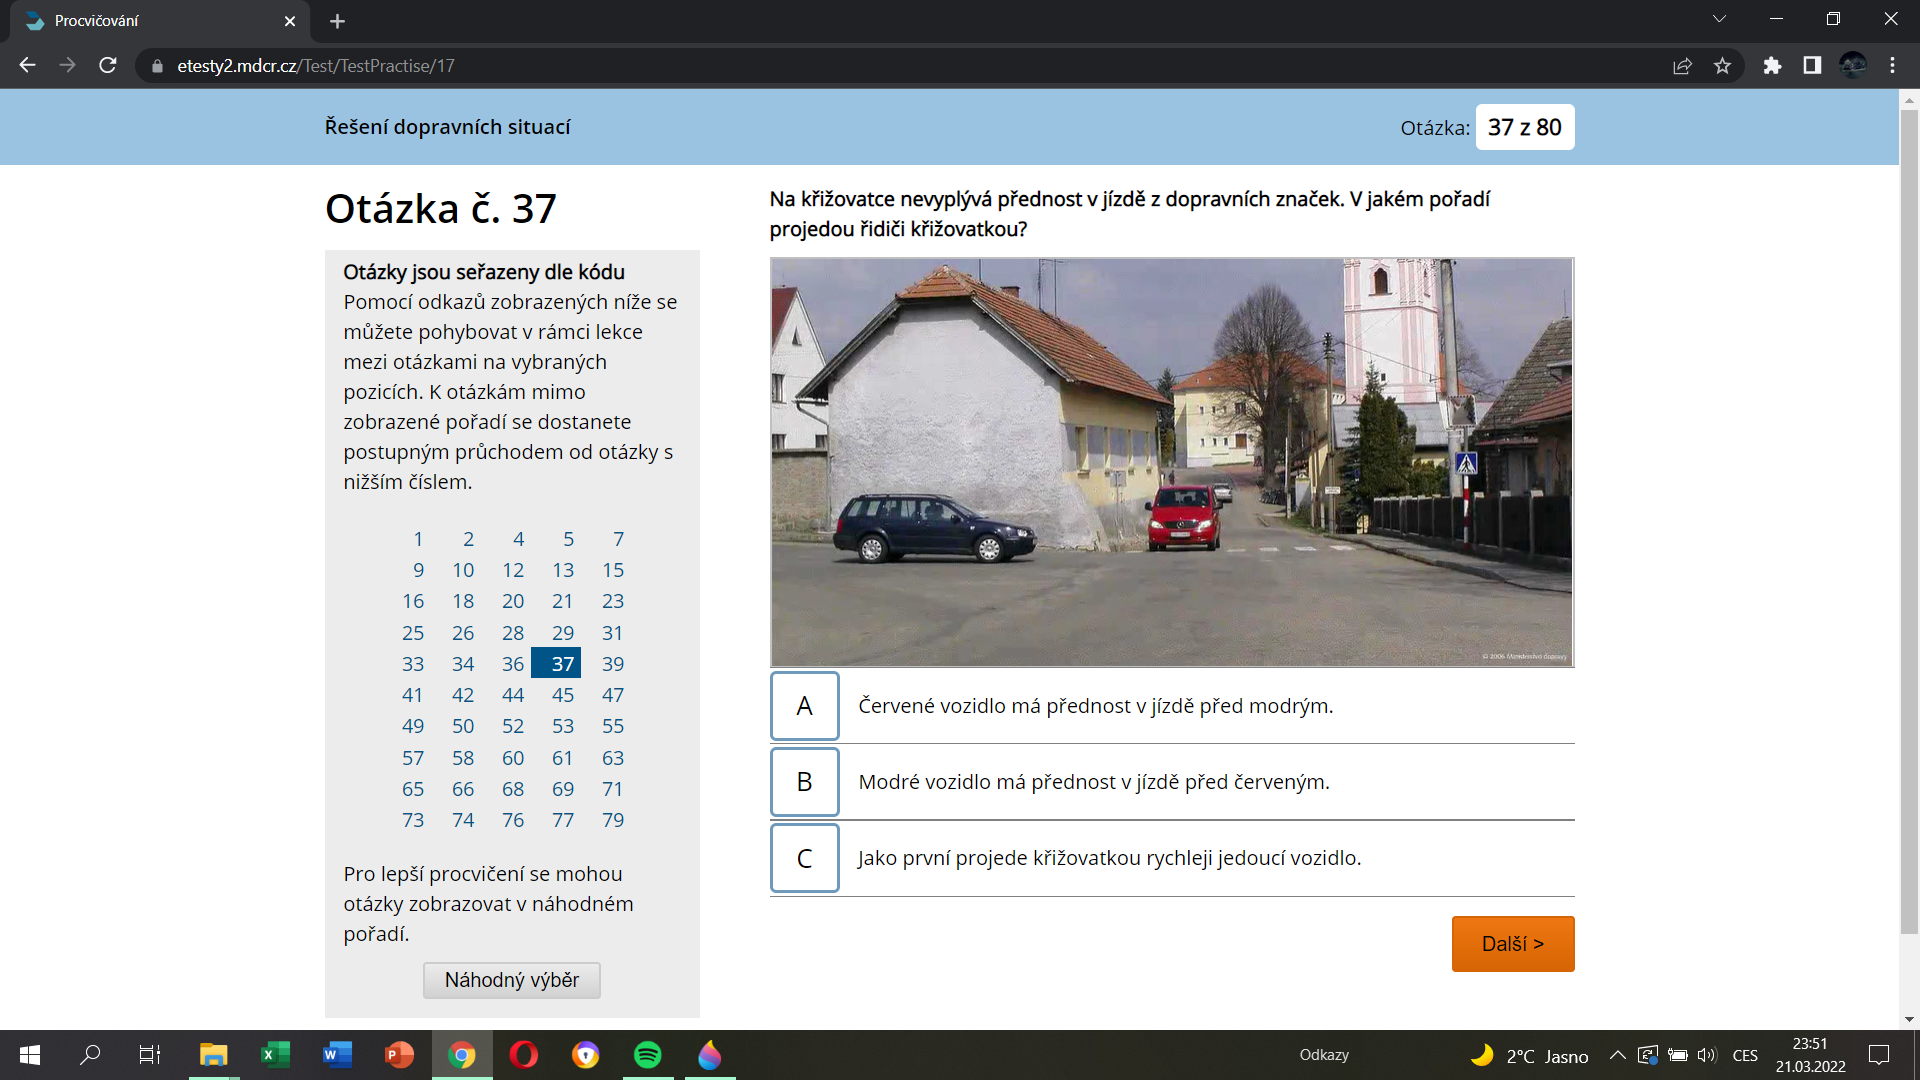 Procvičování
etesty2.mdcr.cz/Test/TestPractise/17
Řešení dopravních situací
Otázka: 37 z 80
Otázka č. 37
Otázky jsou seřazeny dle kódu
Pomocí odkazů zobrazených níže se
můžete pohybovat v rámci lekce
mezi otázkami na vybraných
pozicích. K otázkám mimo
zobrazené pořadí se dostanete
postupným průchodem od otázky s
nižším číslem.
1 2 4 5 7
9 10 12 13 15
16 18 20 21 23
25 26 28 29 31
33 34 36 37 39
41 42 44 45 47
49 50 52 53 55
57 58 60 61 63
65 66 68 69 71
73 74 76 77 79
Pro lepší procvičení se mohou
otázky zobrazovat v náhodném
pořadí.
Náhodný výběr
Na křižovatce nevyplývá přednost v jízdě z dopravních značek. V jakém pořadí
projedou řidiči křižovatkou?
© 2006 Ministerstvo dopravy
A Červené vozidlo má přednost v jízdě před modrým.
B Modré vozidlo má přednost v jízdě před červeným.
C Jako první projede křižovatkou rychleji jedoucí vozidlo.
Další >
Odkazy
2°C Jasno
CES
23:51
21.03.2022